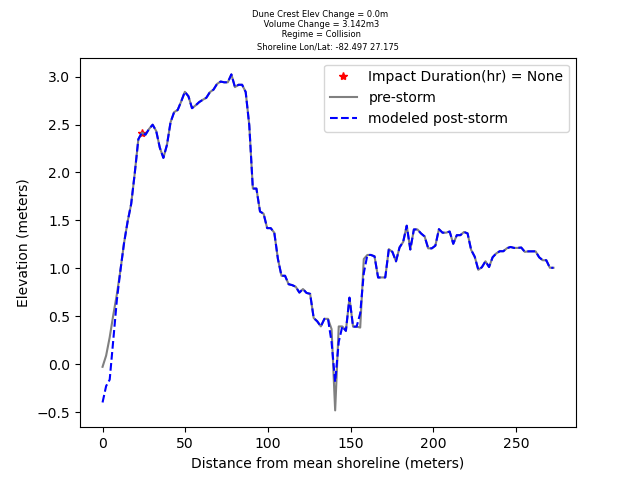 Dune Crest Elev Change = 0.0m
Volume Change = 3.142m3
Regime = Collision
Shoreline Lon/Lat: -82.497 27.175
Impact Duration(hr) = None
pre-storm
modeled post-storm
Elevation (meters)
3.0
2.5
2.0
1.5
1.0
0.5
0.0
−0.5
0 50 100 150 200 250
Distance from mean shoreline (meters)